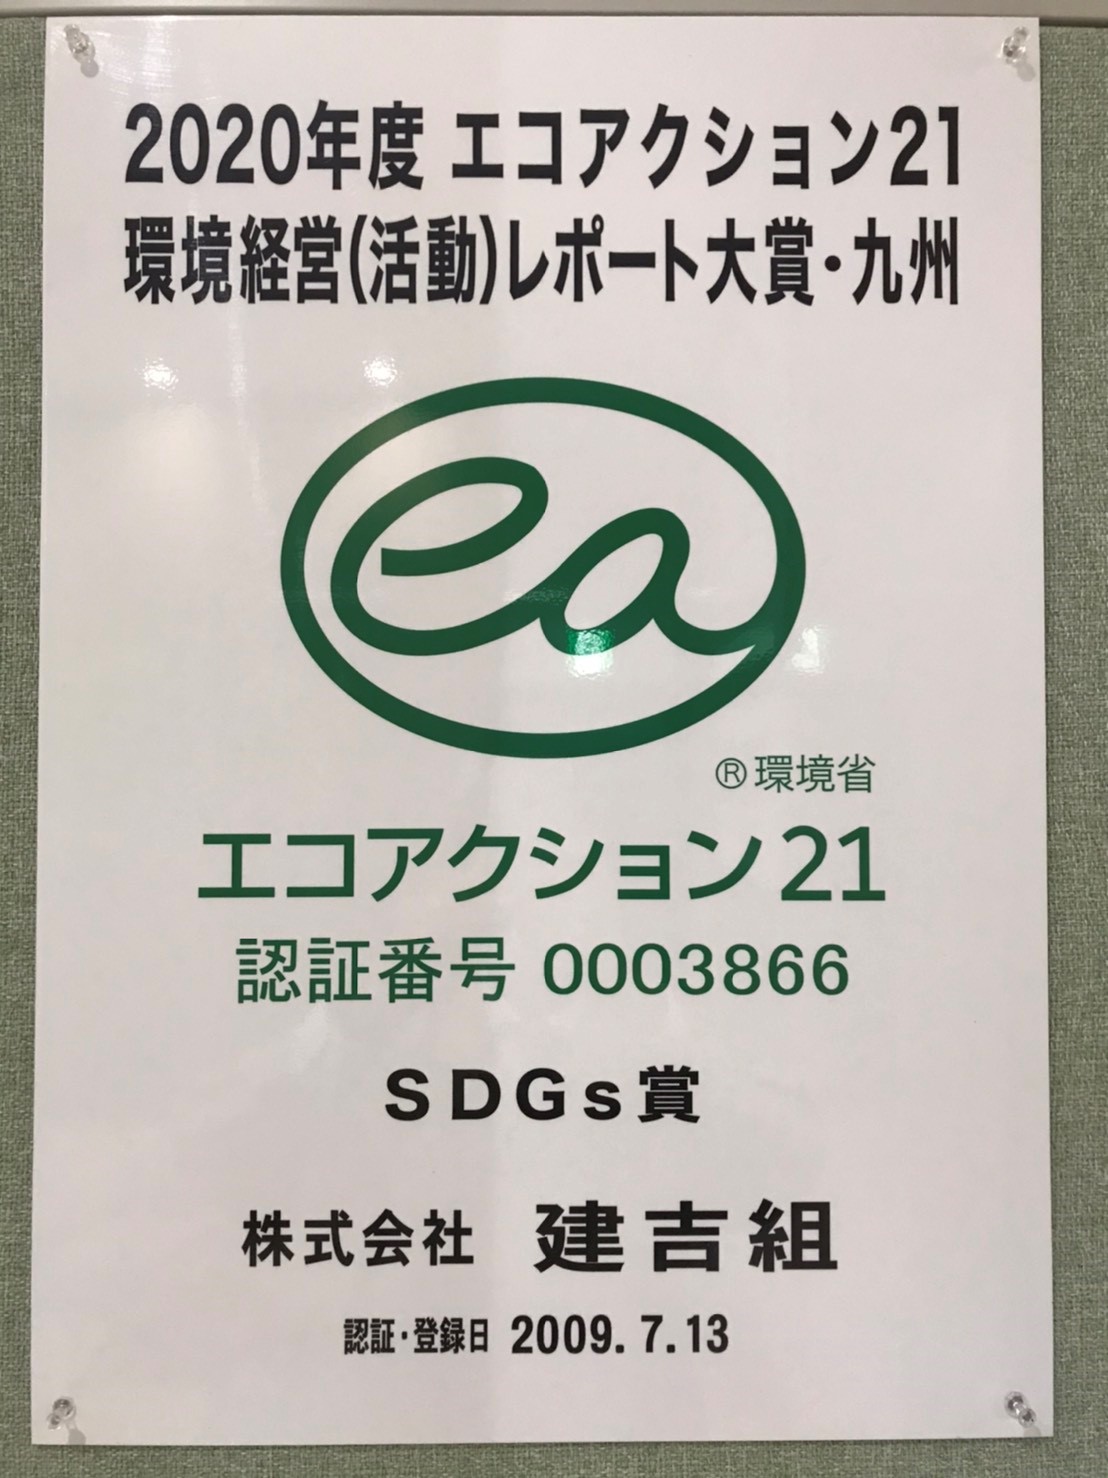 2020年度 エコアクション21
環境経営(活動)レポート大賞・九州
ea
®環境省
エコアクション21
認証番号 0003866
SDGs賞
株式会社 建吉組
認証・登録日 2009.7.13